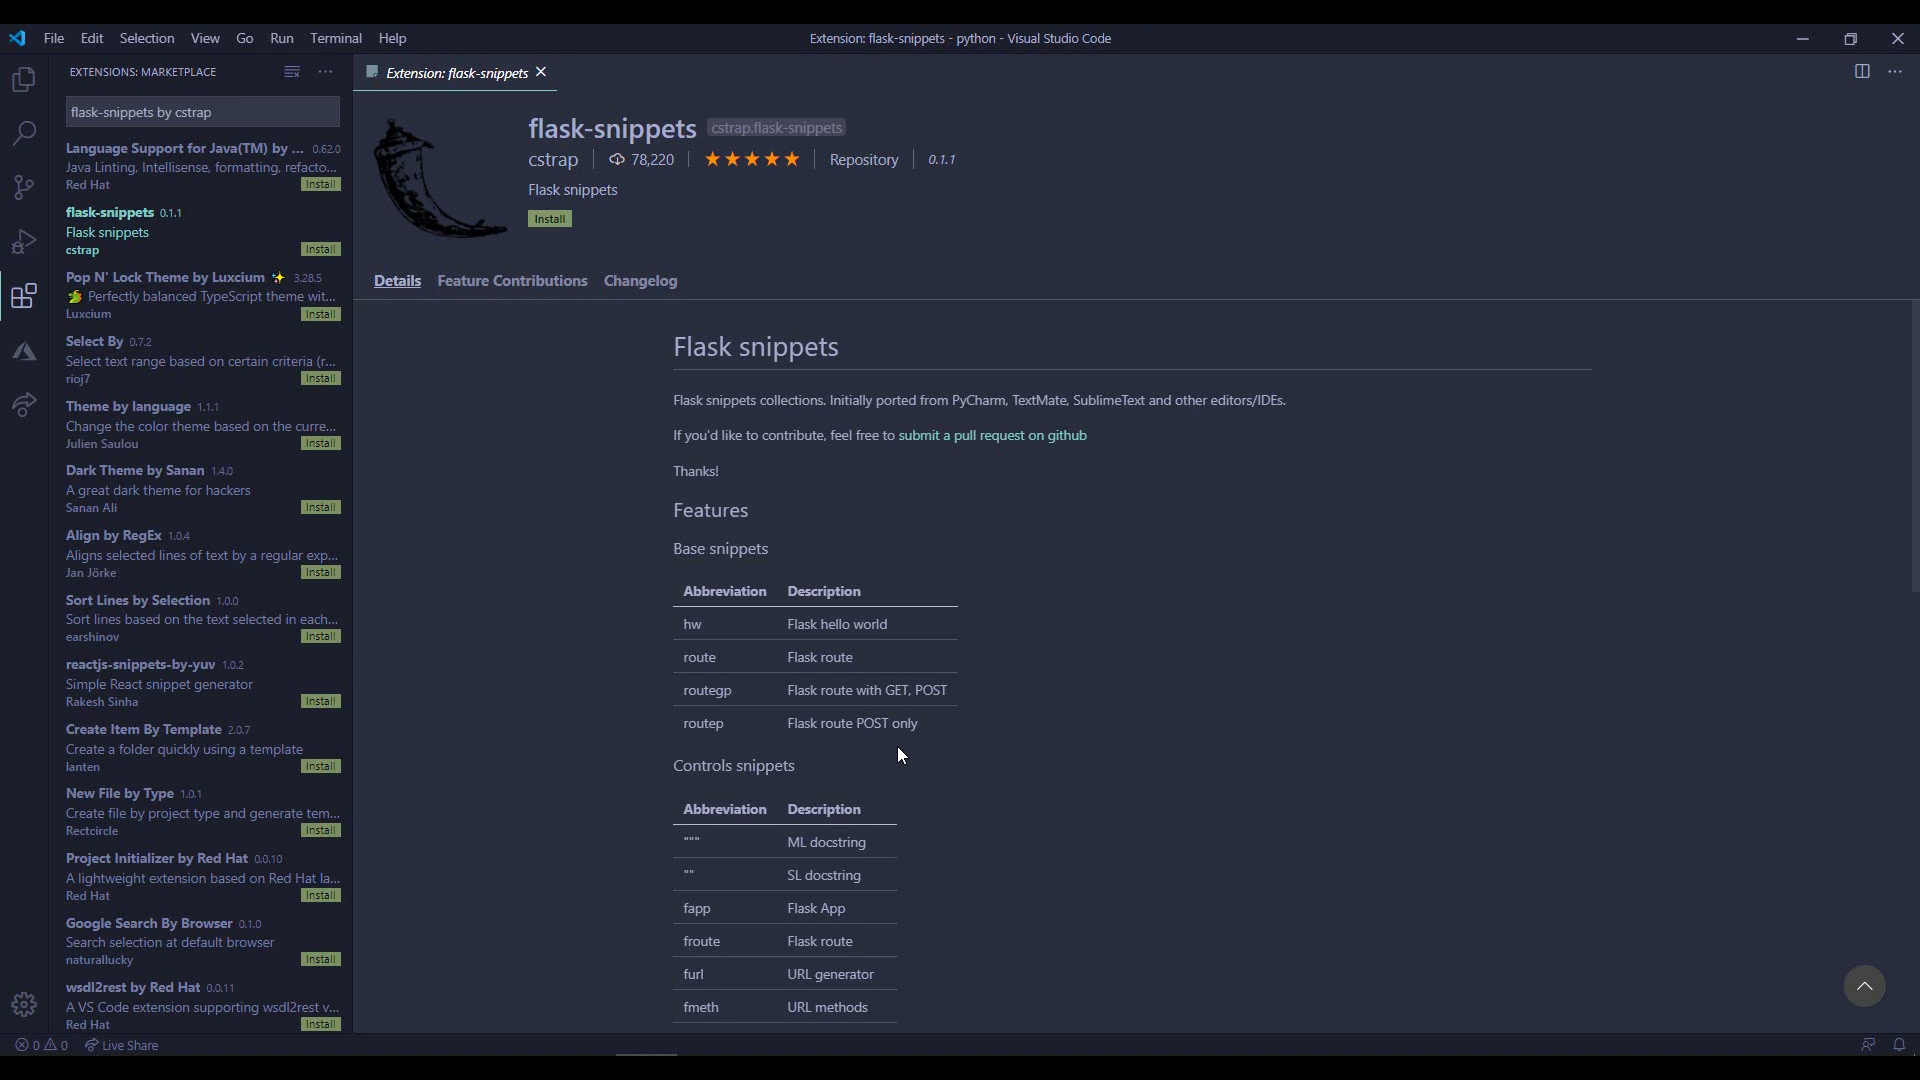 File Edit Selection View Go Run Terminal Help
Extension: flask-snippets - python - Visual Studio Code
EXTENSIONS: MARKETPLACE
flask-snippets by cstrap
Language Support for Java(TM) by ... 0.62.0
Java Linting, Intellisense, formatting, refacto...
Red Hat Install
flask-snippets 0.1.1
Flask snippets
cstrap Install
Pop N' Lock Theme by Luxcium ✨ 3.28.5
Perfectly balanced TypeScript theme wit...
Luxcium Install
Select By 0.7.2
Select text range based on certain criteria (r...
rioj7 Install
Theme by language 1.1.1
Change the color theme based on the curre...
Julien Saulou Install
Dark Theme by Sanan 1.4.0
A great dark theme for hackers
Sanan Ali Install
Align by RegEx 1.0.4
Aligns selected lines of text by a regular exp...
Jan Jörke Install
Sort Lines by Selection 1.0.0
Sort lines based on the text selected in each...
earshinov Install
reactjs-snippets-by-yuv 1.0.2
Simple React snippet generator
Rakesh Sinha Install
Create Item By Template 2.0.7
Create a folder quickly using a template
lanten Install
New File by Type 1.0.1
Create file by project type and generate tem...
Rectcircle Install
Project Initializer by Red Hat 0.0.10
A lightweight extension based on Red Hat la...
Red Hat Install
Google Search By Browser 0.1.0
Search selection at default browser
naturallucky Install
wsdl2rest by Red Hat 0.0.11
A VS Code extension supporting wsdl2rest v...
Red Hat Install
Extension: flask-snippets
flask-snippets cstrap.flask-snippets
cstrap 78,220 Repository 0.1.1
Flask snippets
Install
Details Feature Contributions Changelog
Flask snippets
Flask snippets collections. Initially ported from PyCharm, TextMate, SublimeText and other editors/IDEs.
If you'd like to contribute, feel free to submit a pull request on github
Thanks!
Features
Base snippets
Abbreviation Description
hw Flask hello world
route Flask route
routegp Flask route with GET, POST
routep Flask route POST only
Controls snippets
Abbreviation Description
""" ML docstring
"" SL docstring
fapp Flask App
froute Flask route
furl URL generator
fmeth URL methods
0 0 Live Share